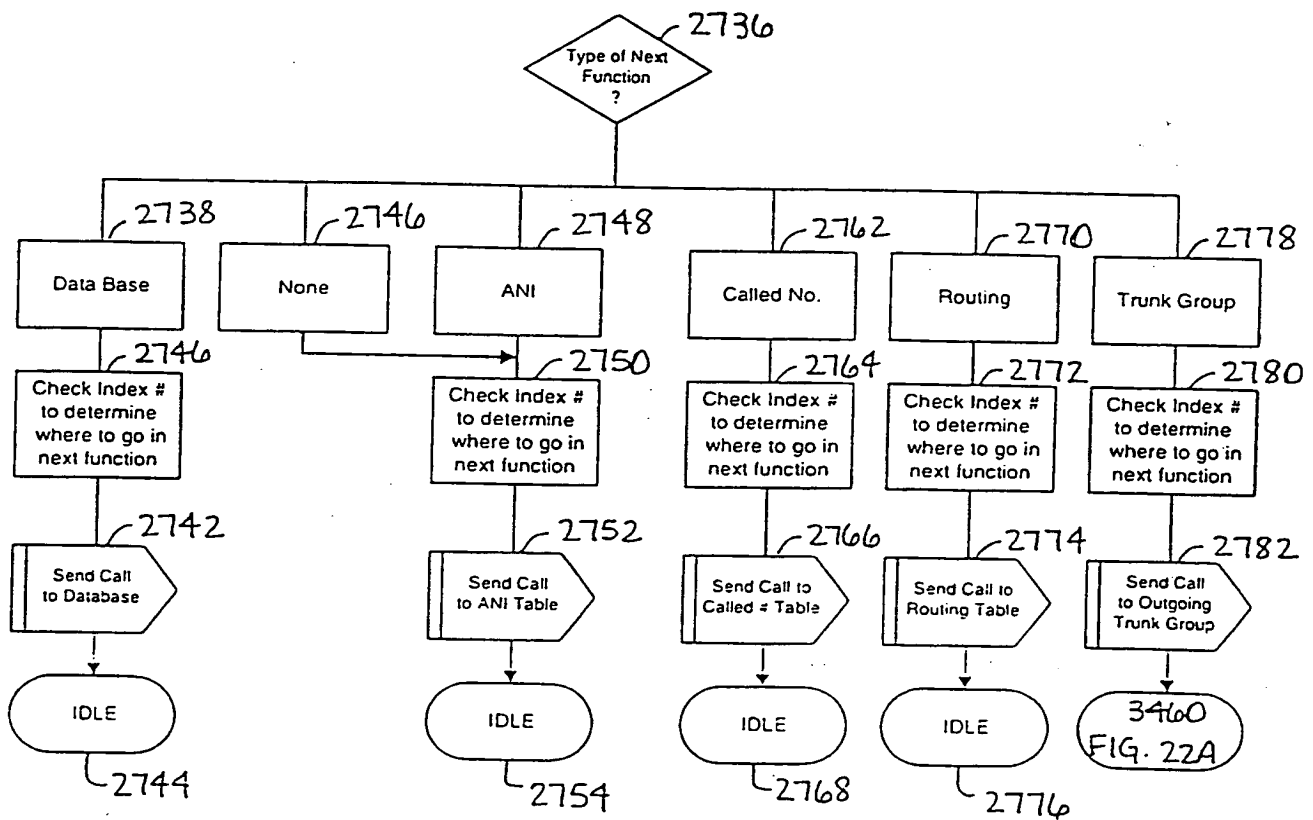 2736
Type of Next
Function
?
2738
2746
2748
2762
2770
2778
Data Base
None
ANI
Called No.
Routing
Trunk Group
2746
2750
2764
2772
2780
Check Index #
to determine
where to go in
next function
Check Index #
to determine
where to go in
next function
Check Index #
to determine
where to go in
next function
Check Index #
to determine
where to go in
next function
Check Index #
to determine
where to go in
next function
2742
2752
2766
2774
2782
Send Call
to Database
Send Call
to ANI Table
Send Call to
Called # Table
Send Call to
Routing Table
Send Call
to Outgoing
Trunk Group
IDLE
IDLE
IDLE
IDLE
3460
FIG. 22A
2744
2754
2768
2776